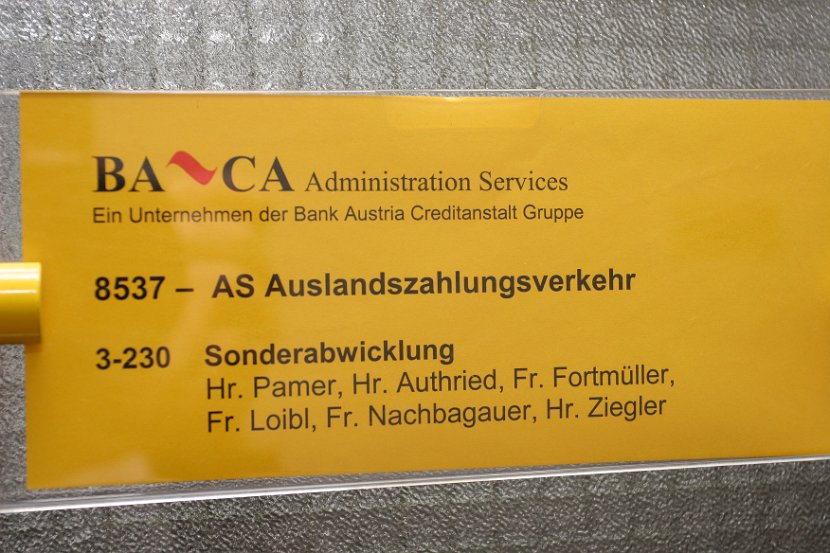 BA~CA Administration Services
Ein Unternehmen der Bank Austria Creditanstalt Gruppe
8537 – AS Auslandszahlungsverkehr
3-230 Sonderabwicklung
Hr. Pamer, Hr. Authried, Fr. Fortmüller,
Fr. Loibl, Fr. Nachbagauer, Hr. Ziegler